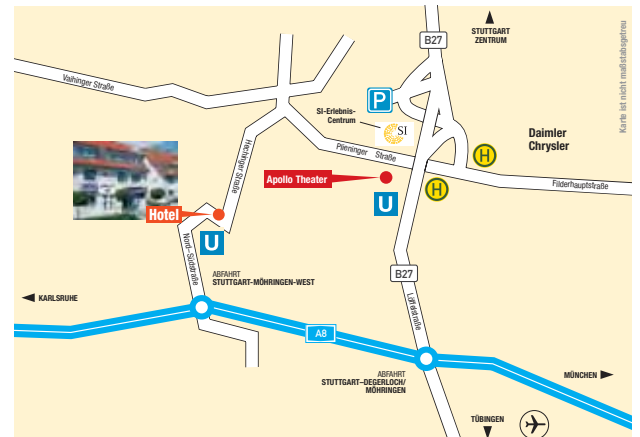 B27
STUTTGART
ZENTRUM
Karte ist nicht maßstabsgetreu
Vaihinger Straße
P
SI-Erlebnis-
Centrum
SI
Daimler
Chrysler
H
Plieninger Straße
Hechinger Straße
Apollo Theater
Filderhauptstraße
H
U
Hotel
U
Nord–Südstraße
ABFAHRT
STUTTGART-MÖHRINGEN-WEST
B27
KARLSRUHE
Löffelstraße
A8
ABFAHRT
STUTTGART–DEGERLOCH/
MÖHRINGEN
MÜNCHEN
TÜBINGEN